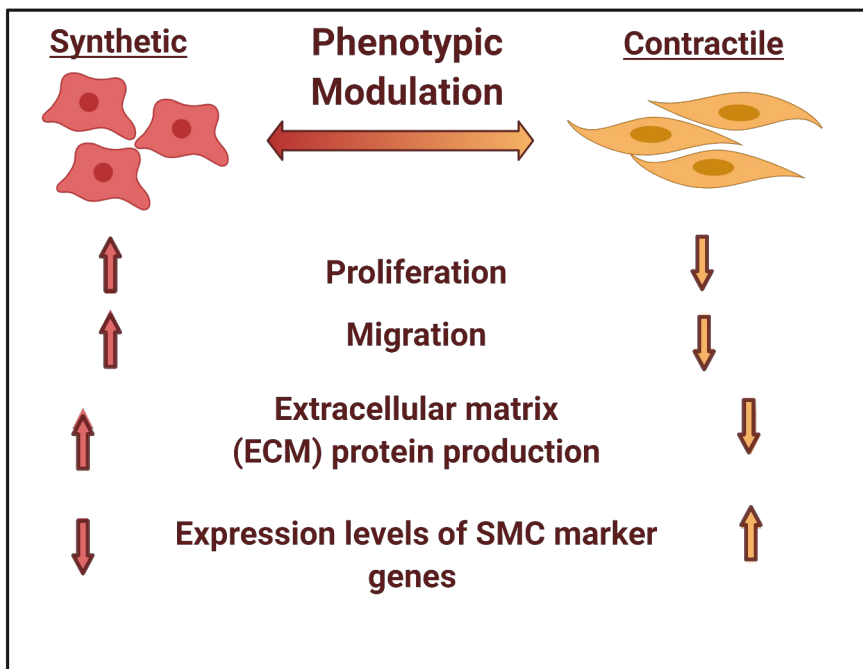 Synthetic
Phenotypic
Modulation
Contractile
Proliferation
Migration
Extracellular matrix
(ECM) protein production
Expression levels of SMC marker
genes